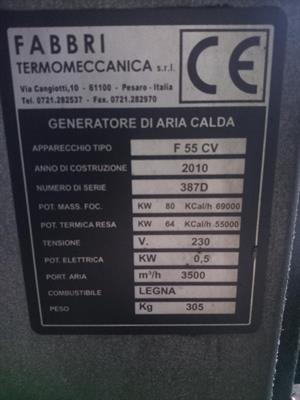 FABBRI
TERMOMECCANICA s.r.l.
Via Cangiotti,10 - 61100 - Pesaro - Italia
Tel. 0721.282537 - Fax. 0721.282970
CE
GENERATORE DI ARIA CALDA
APPARECCHIO TIPO F 55 CV
ANNO DI COSTRUZIONE 2010
NUMERO DI SERIE 387D
POT. MASS. FOC. KW 80 KCal/h 69000
POT. TERMICA RESA KW 64 KCal/h 55000
TENSIONE V. 230
POT. ELETTRICA KW 0,5
PORT. ARIA m³/h 3500
COMBUSTIBILE LEGNA
PESO Kg 305